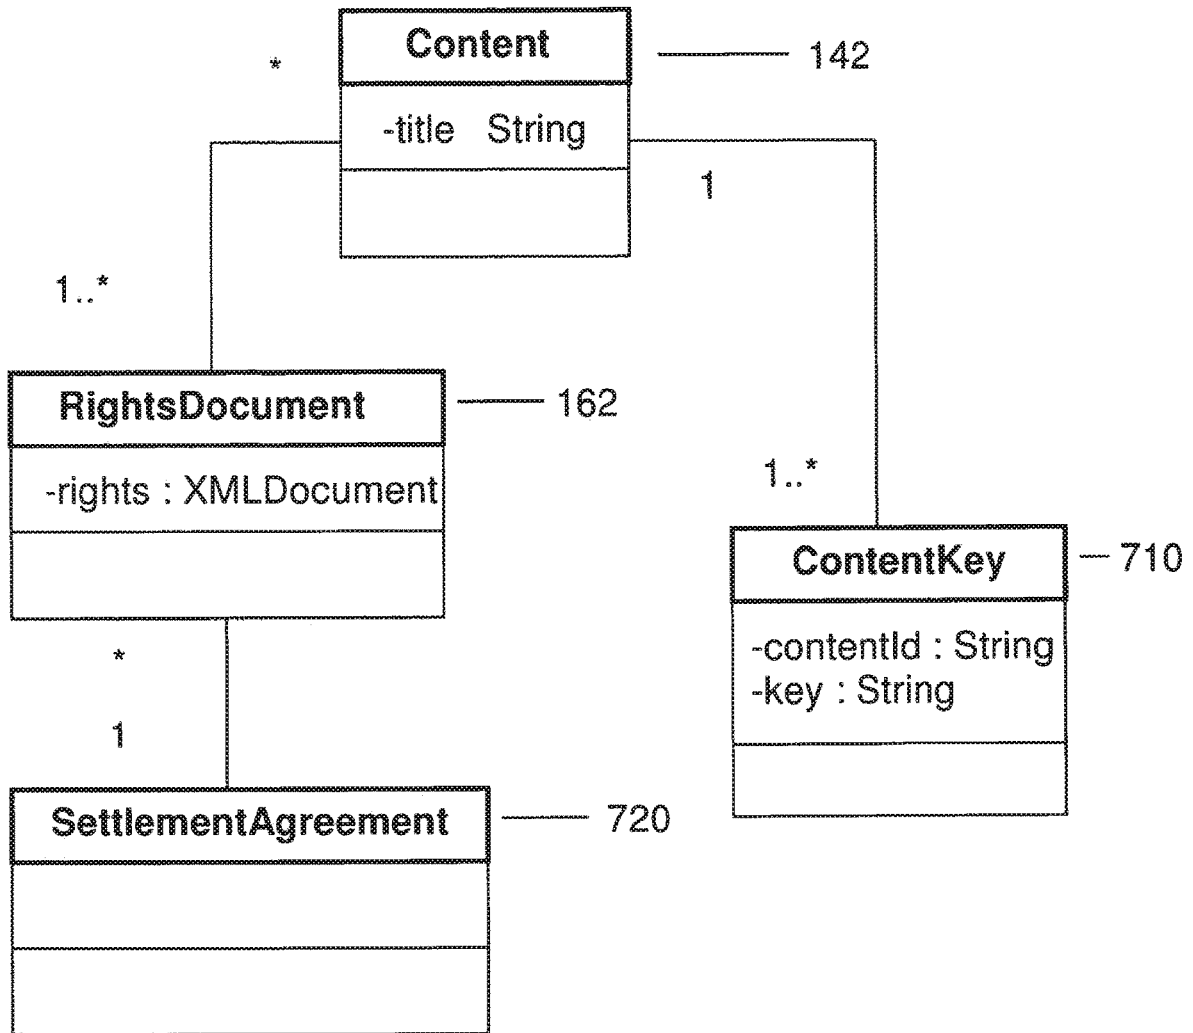 Content
142
*
-title String
1
1..*
RightsDocument
162
-rights : XMLDocument
1..*
ContentKey
710
-contentId : String
-key : String
*
1
SettlementAgreement
720